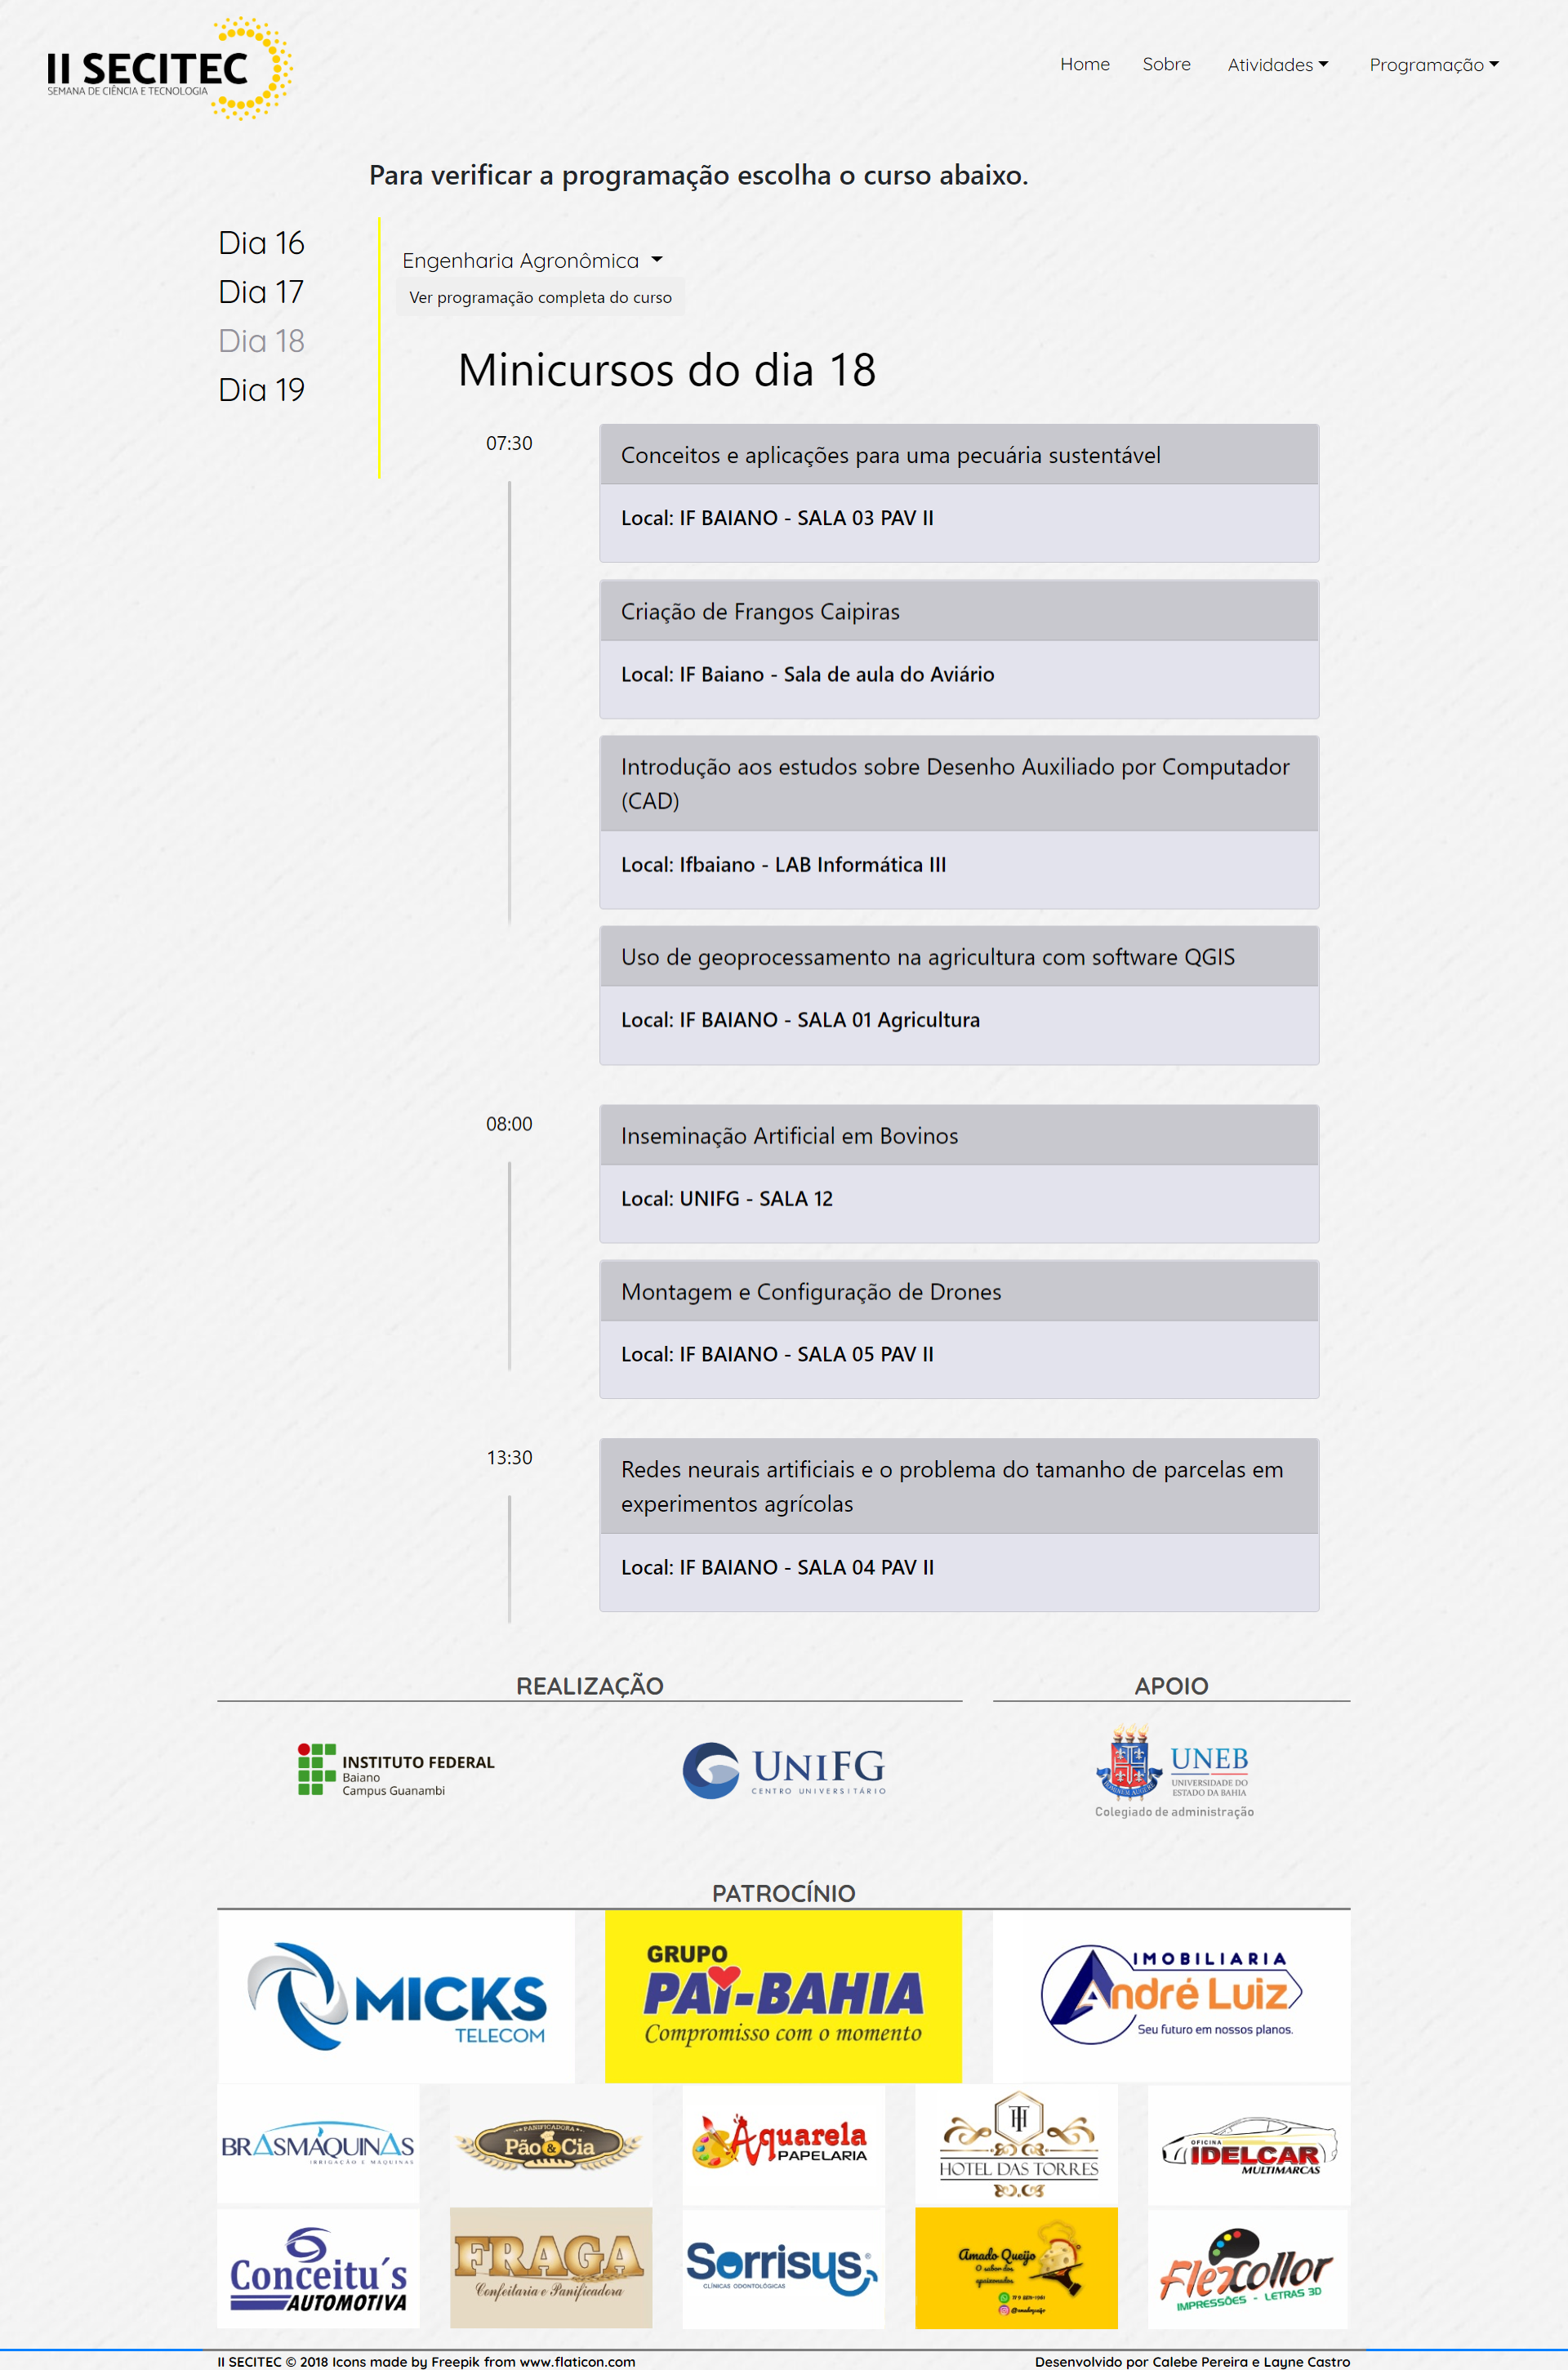 II SECITEC
SEMANA DE CIÊNCIA E TECNOLOGIA
Home
Sobre
Atividades
Programação
Para verificar a programação escolha o curso abaixo.
Dia 16
Dia 17
Dia 18
Dia 19
Engenharia Agronômica
Ver programação completa do curso
Minicursos do dia 18
07:30
Conceitos e aplicações para uma pecuária sustentável
Local: IF BAIANO - SALA 03 PAV II
Criação de Frangos Caipiras
Local: IF Baiano - Sala de aula do Aviário
Introdução aos estudos sobre Desenho Auxiliado por Computador
(CAD)
Local: Ifbaiano - LAB Informática III
Uso de geoprocessamento na agricultura com software QGIS
Local: IF BAIANO - SALA 01 Agricultura
08:00
Inseminação Artificial em Bovinos
Local: UNIFG - SALA 12
Montagem e Configuração de Drones
Local: IF BAIANO - SALA 05 PAV II
13:30
Redes neurais artificiais e o problema do tamanho de parcelas em
experimentos agrícolas
Local: IF BAIANO - SALA 04 PAV II
REALIZAÇÃO
APOIO
INSTITUTO FEDERAL
Baiano
Campus Guanambi
UNIFG
CENTRO UNIVERSITÁRIO
UNEB
UNIVERSIDADE DO
ESTADO DA BAHIA
Colegiado de administração
PATROCÍNIO
MICKS
TELECOM
GRUPO
PAI-BAHIA
Compromisso com o momento
IMOBILIARIA
André Luiz
Seu futuro em nossos planos.
BRASMÁQUINAS
IRRIGAÇÃO E MÁQUINAS
PANIFICADORA
Pão & Cia
Aquarela
PAPELARIA
TH
HOTEL DAS TORRES
OFICINA
IDELCAR
MULTIMARCAS
Conceitu´s
AUTOMOTIVA
FRAGA
Confeitaria e Panificadora
Sorrisus®
CLÍNICAS ODONTOLÓGICAS
Amado Queijo
O sabor dos
apaixonados
@amadoqueijo
Flexcollor
IMPRESSÕES - LETRAS 3D
II SECITEC © 2018 Icons made by Freepik from www.flaticon.com
Desenvolvido por Calebe Pereira e Layne Castro